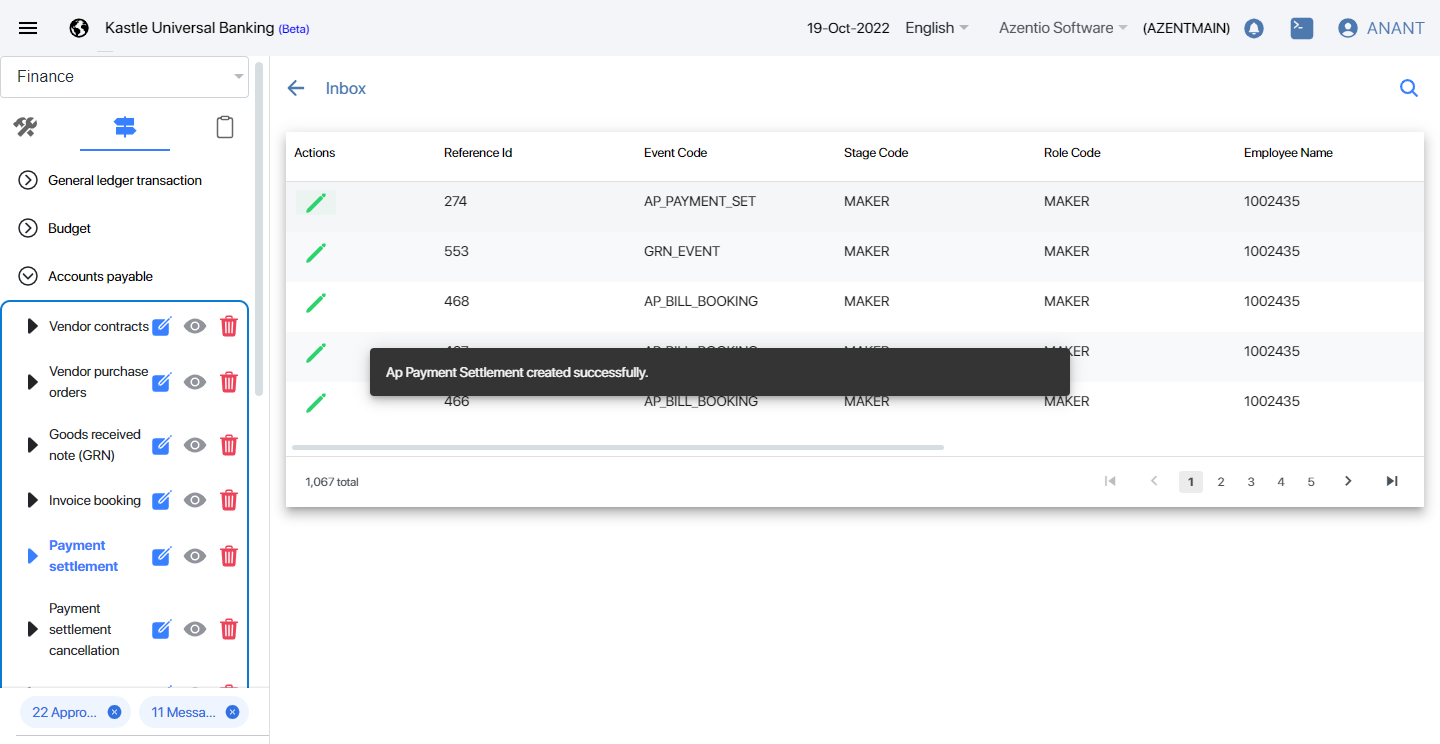 Kastle Universal Banking (Beta)
19-Oct-2022
English
Azentio Software
(AZENTMAIN)
ANANT
Finance
General ledger transaction
Budget
Accounts payable
Vendor contracts
Vendor purchase
orders
Goods received
note (GRN)
Invoice booking
Payment
settlement
Payment
settlement
cancellation
22 Appro...
11 Messa...
Inbox
Actions Reference Id Event Code Stage Code Role Code Employee Name
274 AP_PAYMENT_SET MAKER MAKER 1002435
553 GRN_EVENT MAKER MAKER 1002435
468 AP_BILL_BOOKING MAKER MAKER 1002435
AP_BILL_BOOKING MAKER MAKER 1002435
Ap Payment Settlement created successfully.
466 AP_BILL_BOOKING MAKER MAKER 1002435
1,067 total
1 2 3 4 5